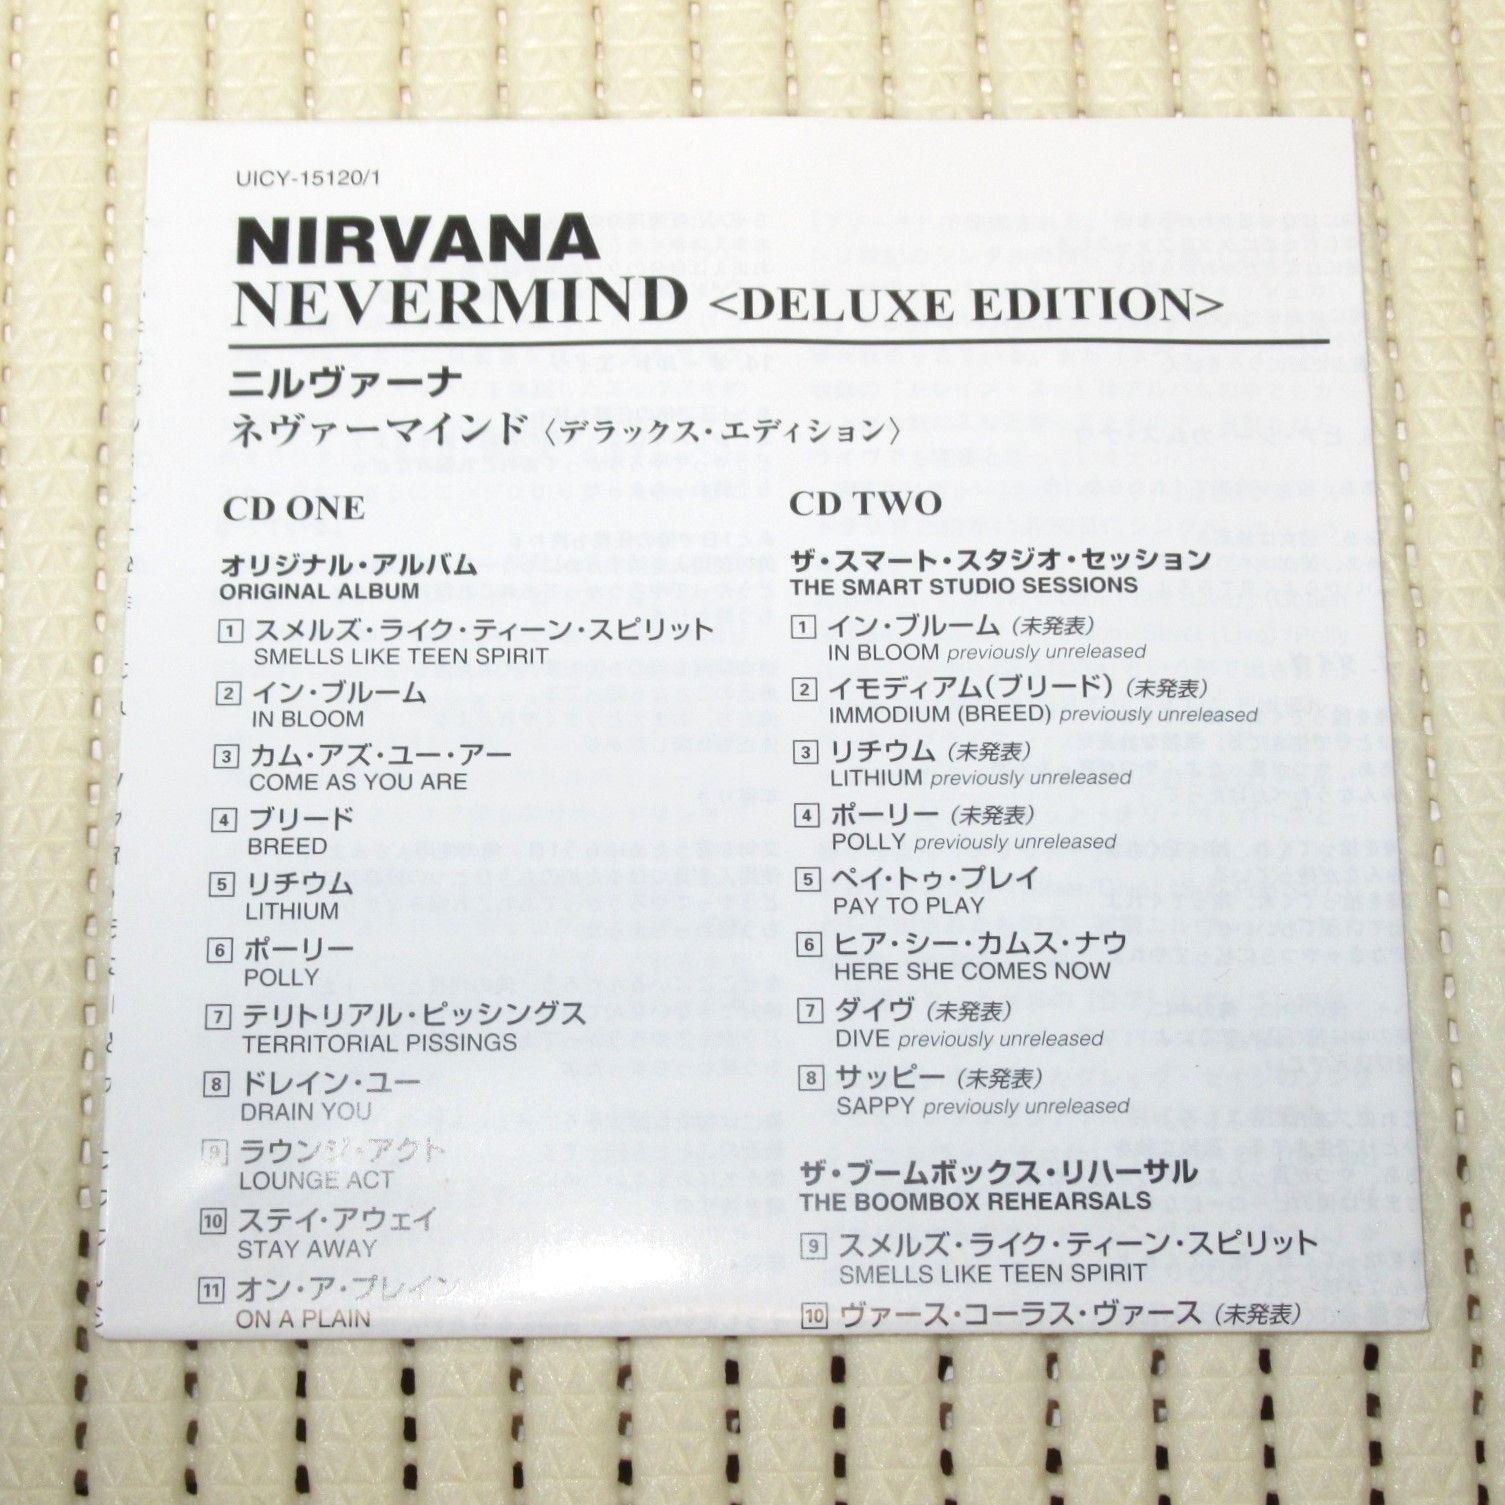 UICY-15120/1
NIRVANA
NEVERMIND <DELUXE EDITION>
ニルヴァーナ
ネヴァーマインド〈デラックス・エディション〉
CD ONE
オリジナル・アルバム
ORIGINAL ALBUM
1 スメルズ・ライク・ティーン・スピリット
SMELLS LIKE TEEN SPIRIT
2 イン・ブルーム
IN BLOOM
3 カム・アズ・ユー・アー
COME AS YOU ARE
4 ブリード
BREED
5 リチウム
LITHIUM
6 ポーリー
POLLY
7 テリトリアル・ピッシングス
TERRITORIAL PISSINGS
8 ドレイン・ユー
DRAIN YOU
9 ラウンジ・アクト
LOUNGE ACT
10 ステイ・アウェイ
STAY AWAY
11 オン・ア・プレイン
ON A PLAIN
CD TWO
ザ・スマート・スタジオ・セッション
THE SMART STUDIO SESSIONS
1 イン・ブルーム (未発表)
IN BLOOM previously unreleased
2 イモディアム(ブリード) (未発表)
IMMODIUM (BREED) previously unreleased
3 リチウム (未発表)
LITHIUM previously unreleased
4 ポーリー (未発表)
POLLY previously unreleased
5 ペイ・トゥ・プレイ
PAY TO PLAY
6 ヒア・シー・カムス・ナウ
HERE SHE COMES NOW
7 ダイヴ (未発表)
DIVE previously unreleased
8 サッピー (未発表)
SAPPY previously unreleased
ザ・ブームボックス・リハーサル
THE BOOMBOX REHEARSALS
9 スメルズ・ライク・ティーン・スピリット
SMELLS LIKE TEEN SPIRIT
10 ヴァース・コーラス・ヴァース (未発表)